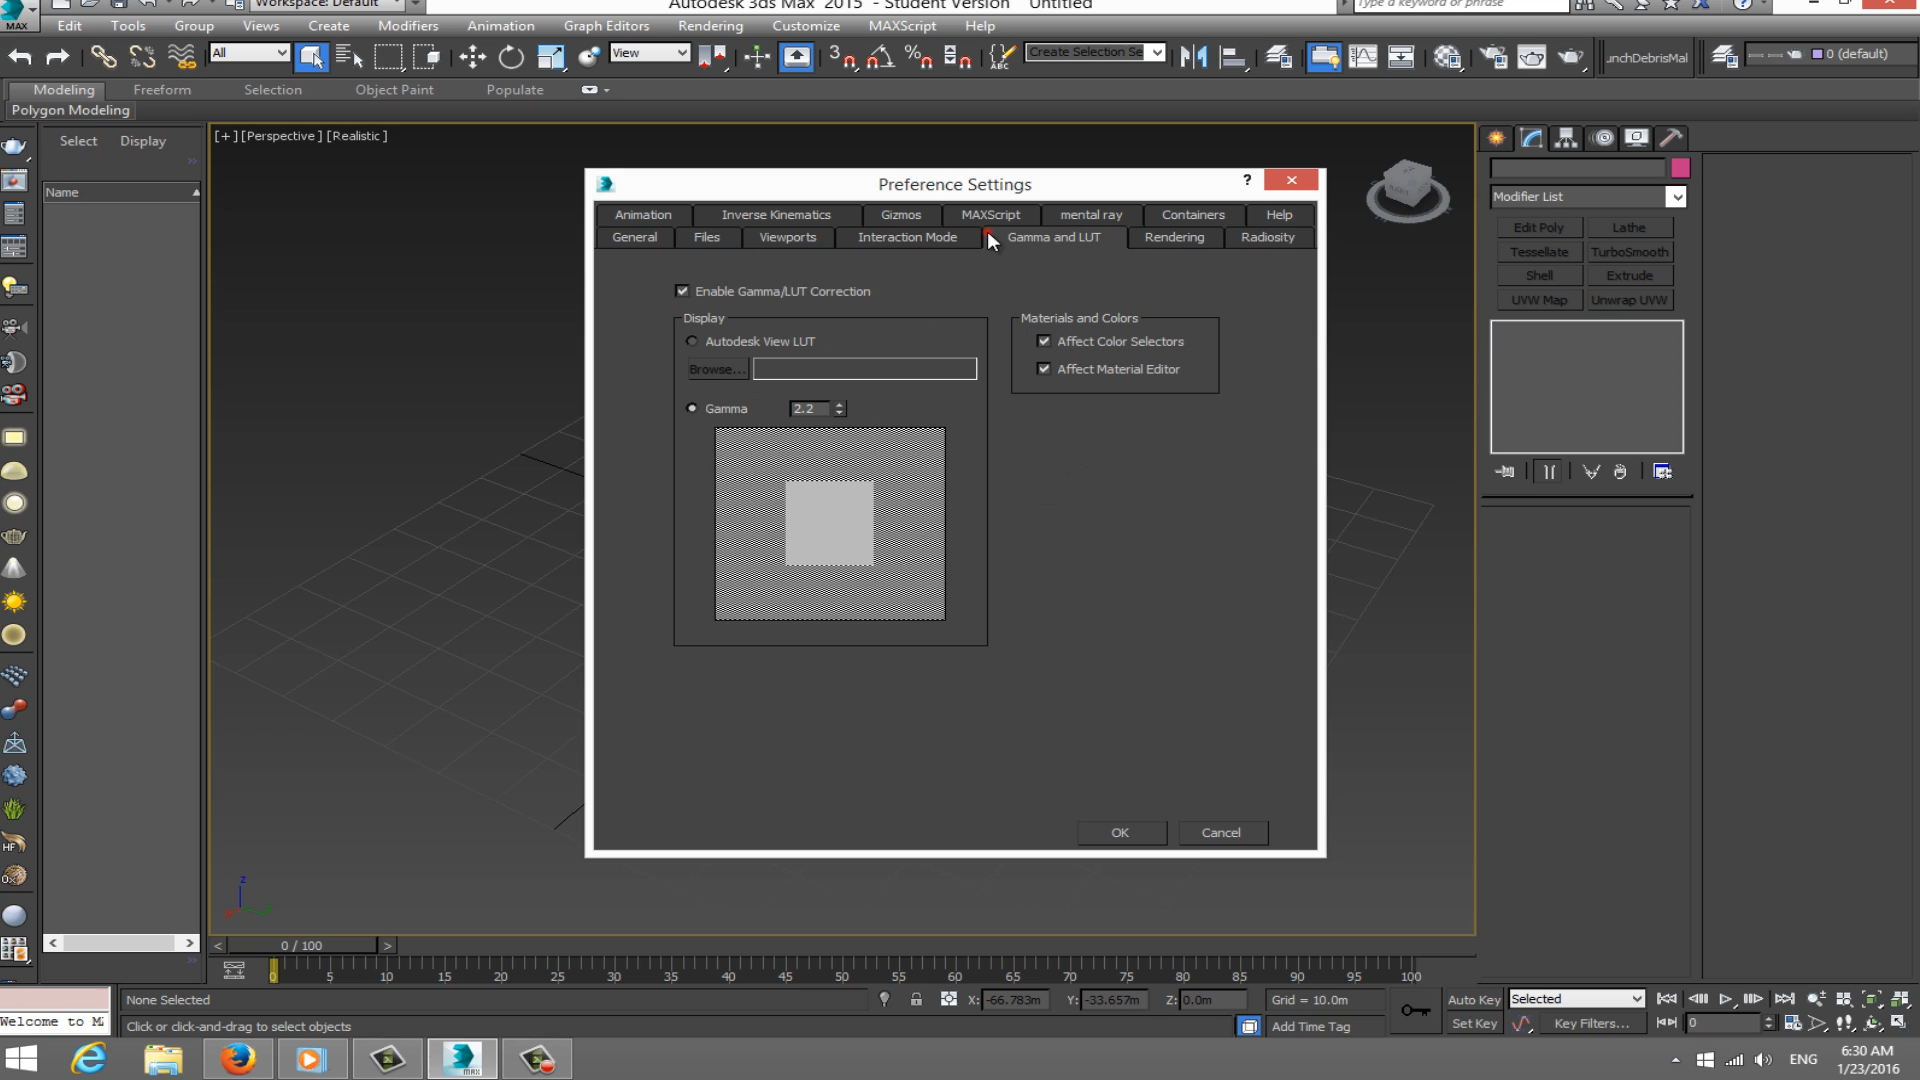 Workspace: Default
Autodesk 3ds Max 2015 - Student Version Untitled
Type a keyword or phrase
MAX
Edit Tools Group Views Create Modifiers Animation Graph Editors Rendering Customize MAXScript Help
All View 3 % ABC Create Selection Se unchDebrisMal 0 (default)
Modeling Freeform Selection Object Paint Populate
Polygon Modeling
Select Display
Name
[+][Perspective][Realistic]
Preference Settings
?
Animation Inverse Kinematics Gizmos MAXScript mental ray Containers Help
General Files Viewports Interaction Mode Gamma and LUT Rendering Radiosity
Enable Gamma/LUT Correction
Display
Autodesk View LUT
Browse...
Gamma 2.2
Materials and Colors
Affect Color Selectors
Affect Material Editor
OK Cancel
Modifier List
Edit Poly Lathe
Tessellate TurboSmooth
Shell Extrude
UVW Map Unwrap UVW
HF
z
0 / 100
0 5 10 15 20 25 30 35 40 45 50 55 60 65 70 75 80 85 90 95 100
None Selected X: -66.783m Y: -33.657m Z: 0.0m Grid = 10.0m Auto Key Selected
Welcome to M
Click or click-and-drag to select objects Add Time Tag Set Key Key Filters... 0
MAX
ENG
6:30 AM
1/23/2016